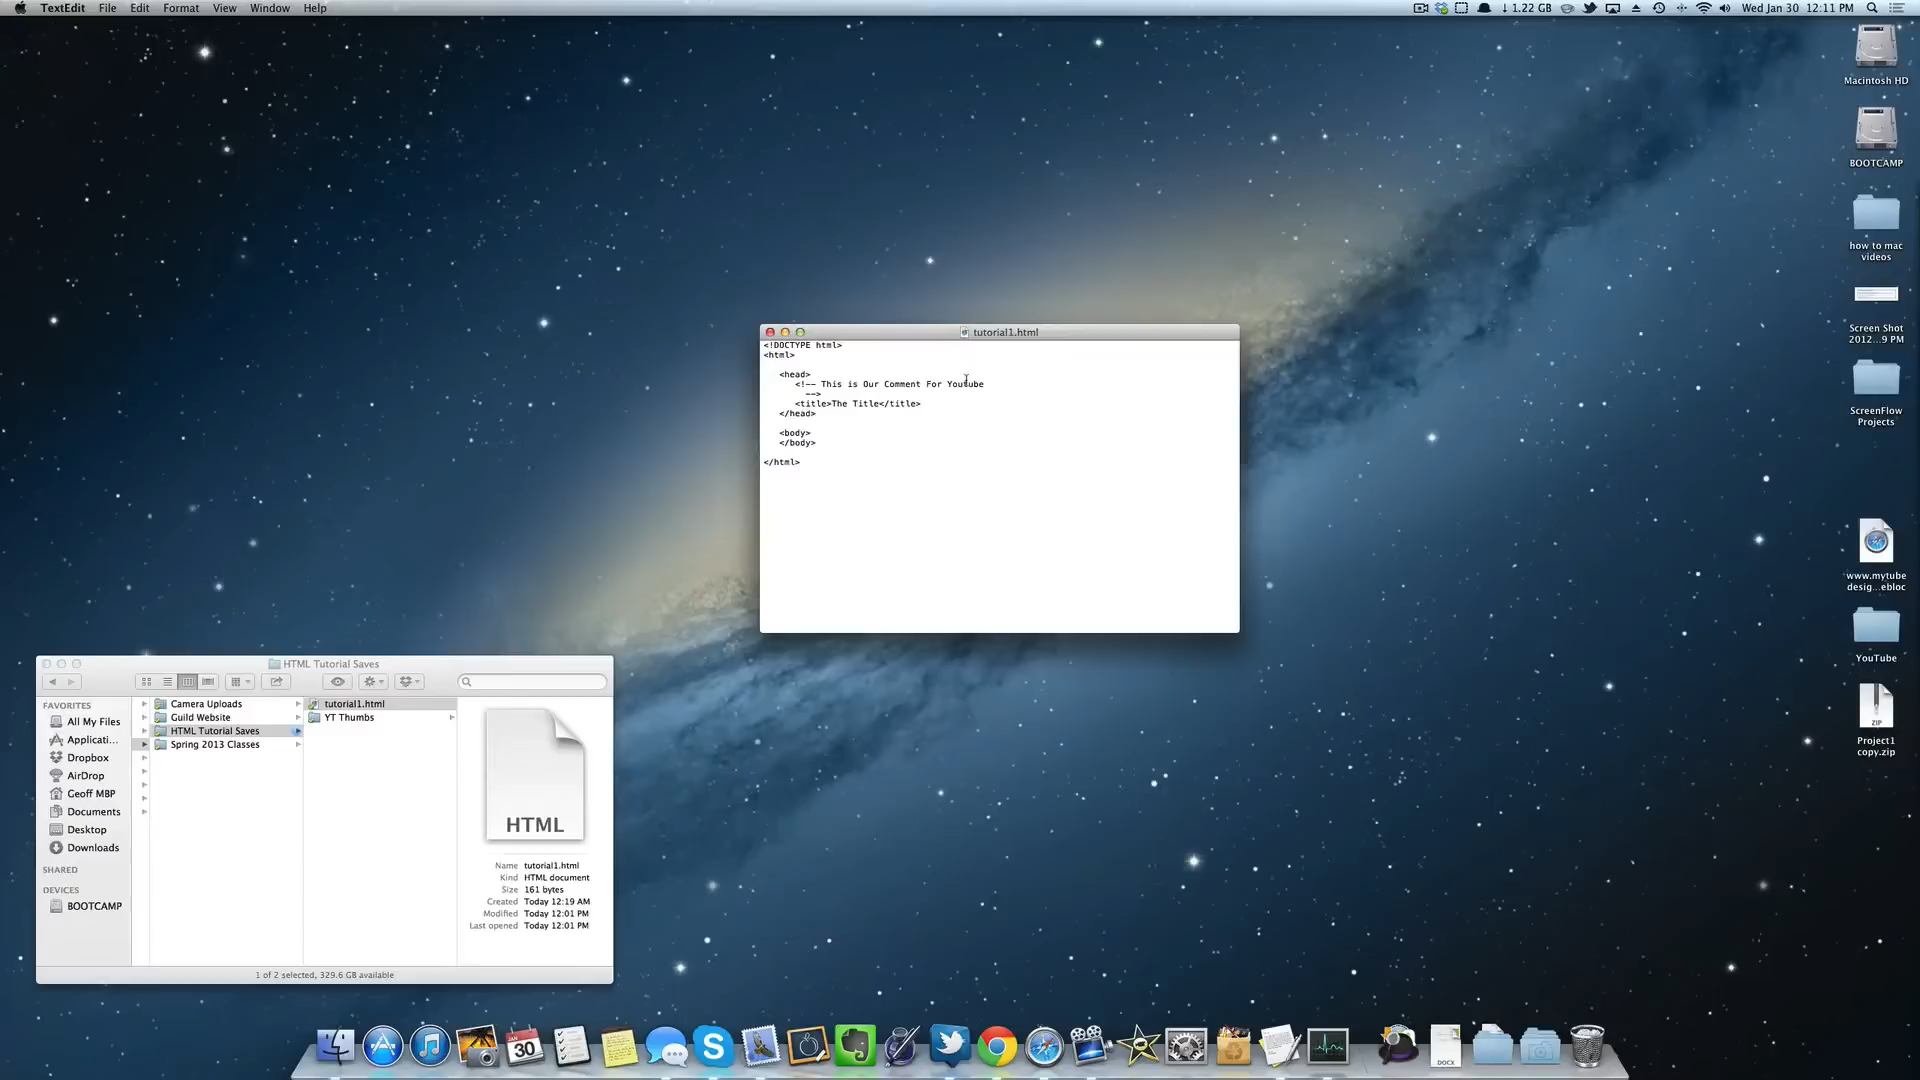 TextEdit File Edit Format View Window Help
1.22 GB Wed Jan 30 12:11 PM
Macintosh HD
BOOTCAMP
how to mac
videos
Screen Shot
2012...9 PM
ScreenFlow
Projects
www.mytube
desig...ebloc
YouTube
ZIP
Project1
copy.zip
tutorial1.html
<!DOCTYPE html>
<html>
<head>
<!-- This is Our Comment For Youtube
-->
<title>The Title</title>
</head>
<body>
</body>
</html>
HTML Tutorial Saves
FAVORITES
All My Files
Applicati...
Dropbox
AirDrop
Geoff MBP
Documents
Desktop
Downloads
SHARED
DEVICES
BOOTCAMP
Camera Uploads
Guild Website
HTML Tutorial Saves
Spring 2013 Classes
tutorial1.html
YT Thumbs
HTML
Name tutorial1.html
Kind HTML document
Size 161 bytes
Created Today 12:19 AM
Modified Today 12:01 PM
Last opened Today 12:01 PM
1 of 2 selected, 329.6 GB available
JAN
30
DOCX